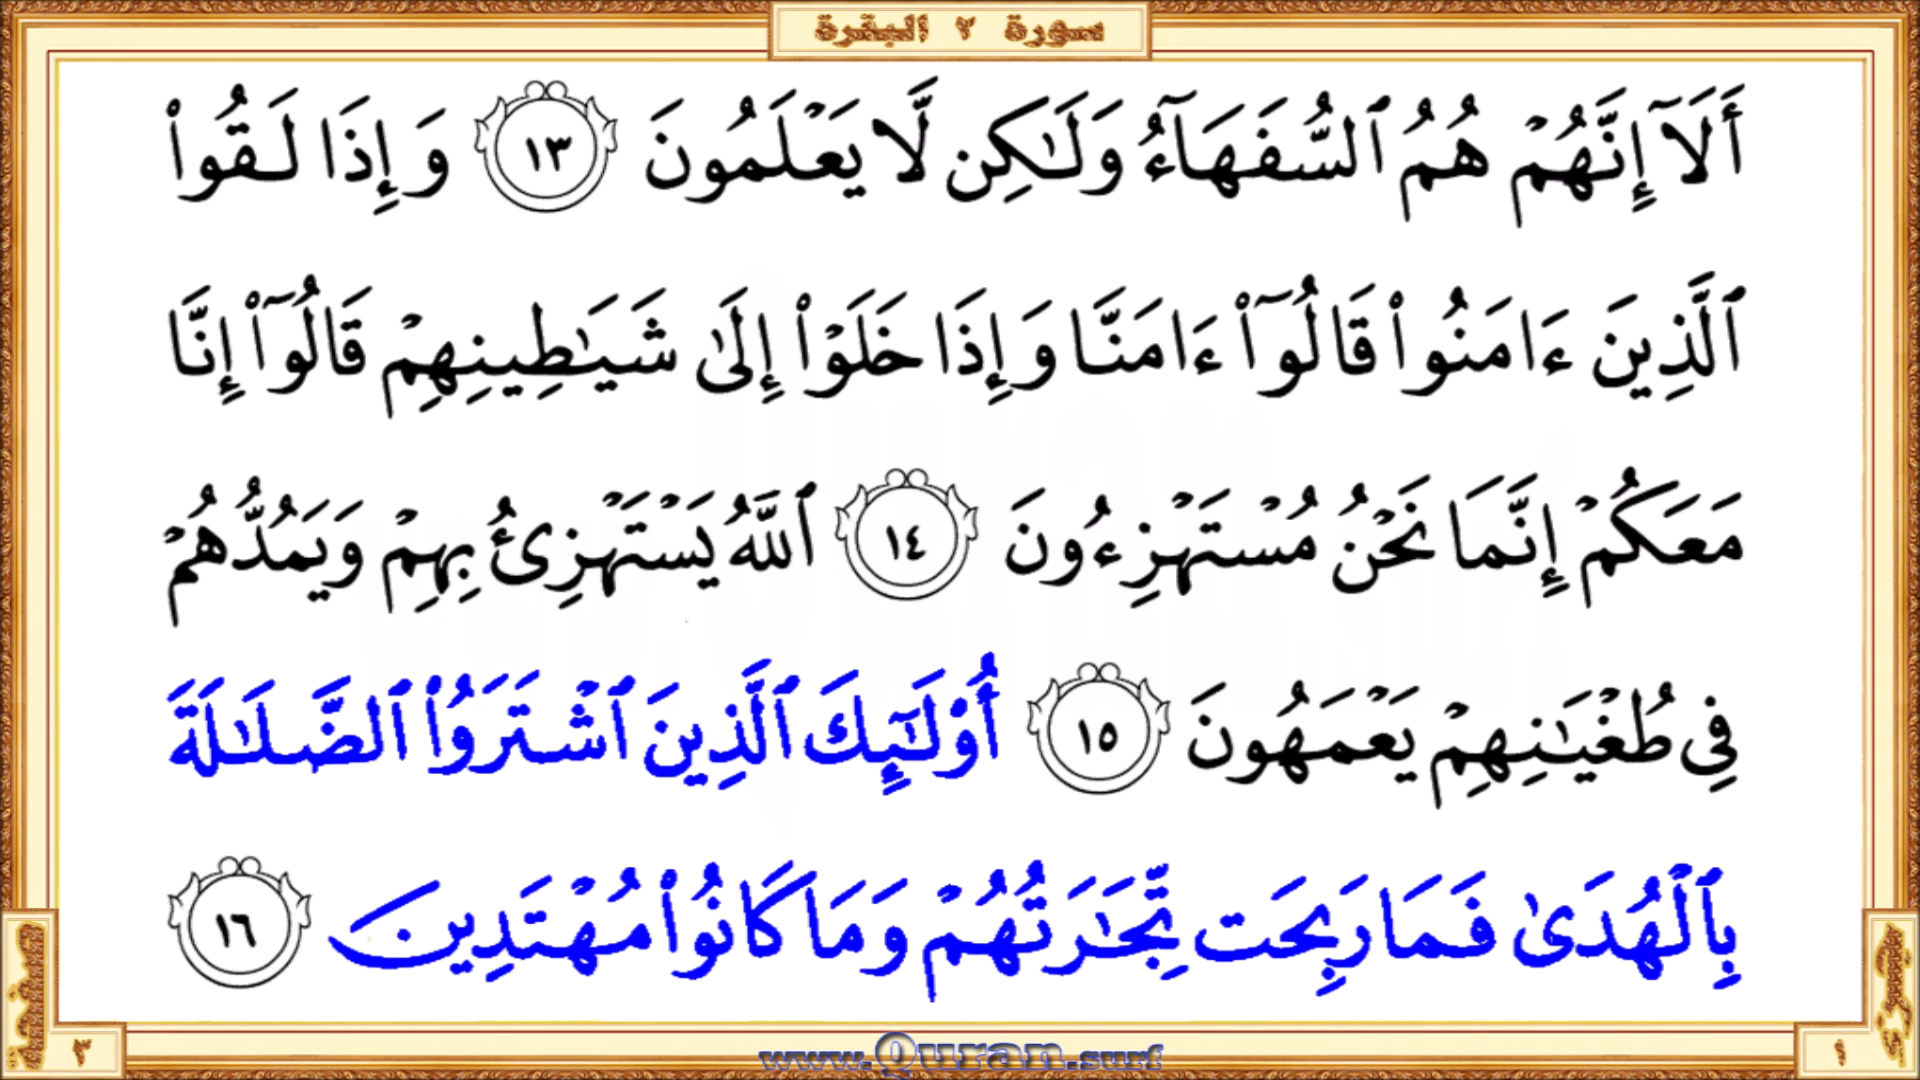 سورة ٢ البقرة
أَلَآ إِنَّهُمْ هُمُ ٱلسُّفَهَآءُ وَلَـٰكِن لَّا يَعْلَمُونَ ١٣ وَإِذَا لَقُوا۟
ٱلَّذِينَ ءَامَنُوا۟ قَالُوٓا۟ ءَامَنَّا وَإِذَا خَلَوْا۟ إِلَىٰ شَيَـٰطِينِهِمْ قَالُوٓا۟ إِنَّا
مَعَكُمْ إِنَّمَا نَحْنُ مُسْتَهْزِءُونَ ١٤ ٱللَّهُ يَسْتَهْزِئُ بِهِمْ وَيَمُدُّهُمْ
فِى طُغْيَـٰنِهِمْ يَعْمَهُونَ ١٥ أُو۟لَـٰٓئِكَ ٱلَّذِينَ ٱشْتَرَوُا۟ ٱلضَّلَـٰلَةَ
بِٱلْهُدَىٰ فَمَا رَبِحَت تِّجَـٰرَتُهُمْ وَمَا كَانُوا۟ مُهْتَدِينَ ١٦
١
صفحة
٣
www.Quran.surf